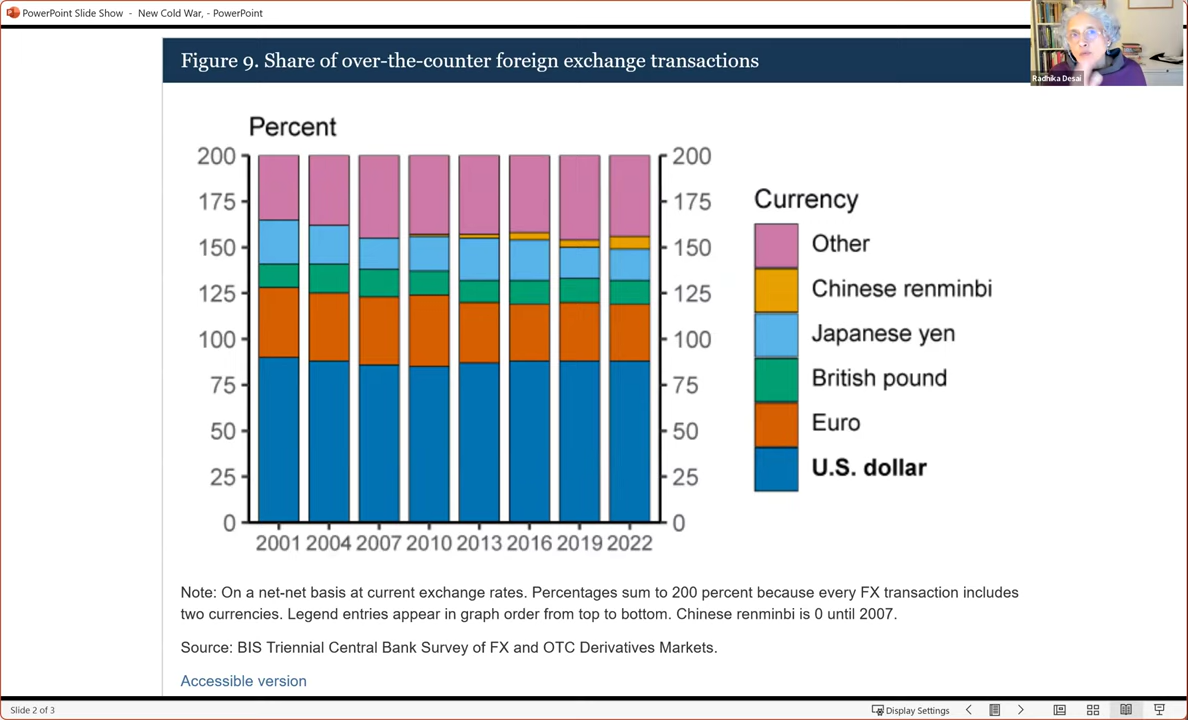 PowerPoint Slide Show - New Cold War, - PowerPoint
Figure 9. Share of over-the-counter foreign exchange transactions
Radhika Desai
Percent
200 200
175 175
150 150
125 125
100 100
75 75
50 50
25 25
0 0
2001 2004 2007 2010 2013 2016 2019 2022
Currency
Other
Chinese renminbi
Japanese yen
British pound
Euro
U.S. dollar
Note: On a net-net basis at current exchange rates. Percentages sum to 200 percent because every FX transaction includes
two currencies. Legend entries appear in graph order from top to bottom. Chinese renminbi is 0 until 2007.
Source: BIS Triennial Central Bank Survey of FX and OTC Derivatives Markets.
Accessible version
Slide 2 of 3 Display Settings